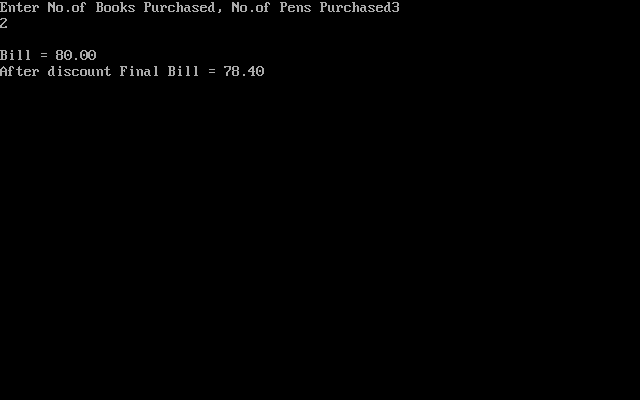 Enter No.of Books Purchased, No.of Pens Purchased3
2
Bill = 80.00
After discount Final Bill = 78.40